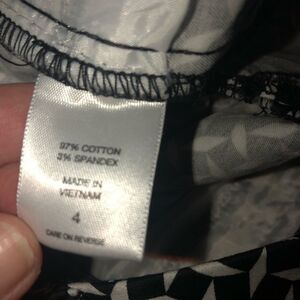 97% COTTON
3% SPANDEX
MADE IN
VIETNAM
4
CARE ON REVERSE